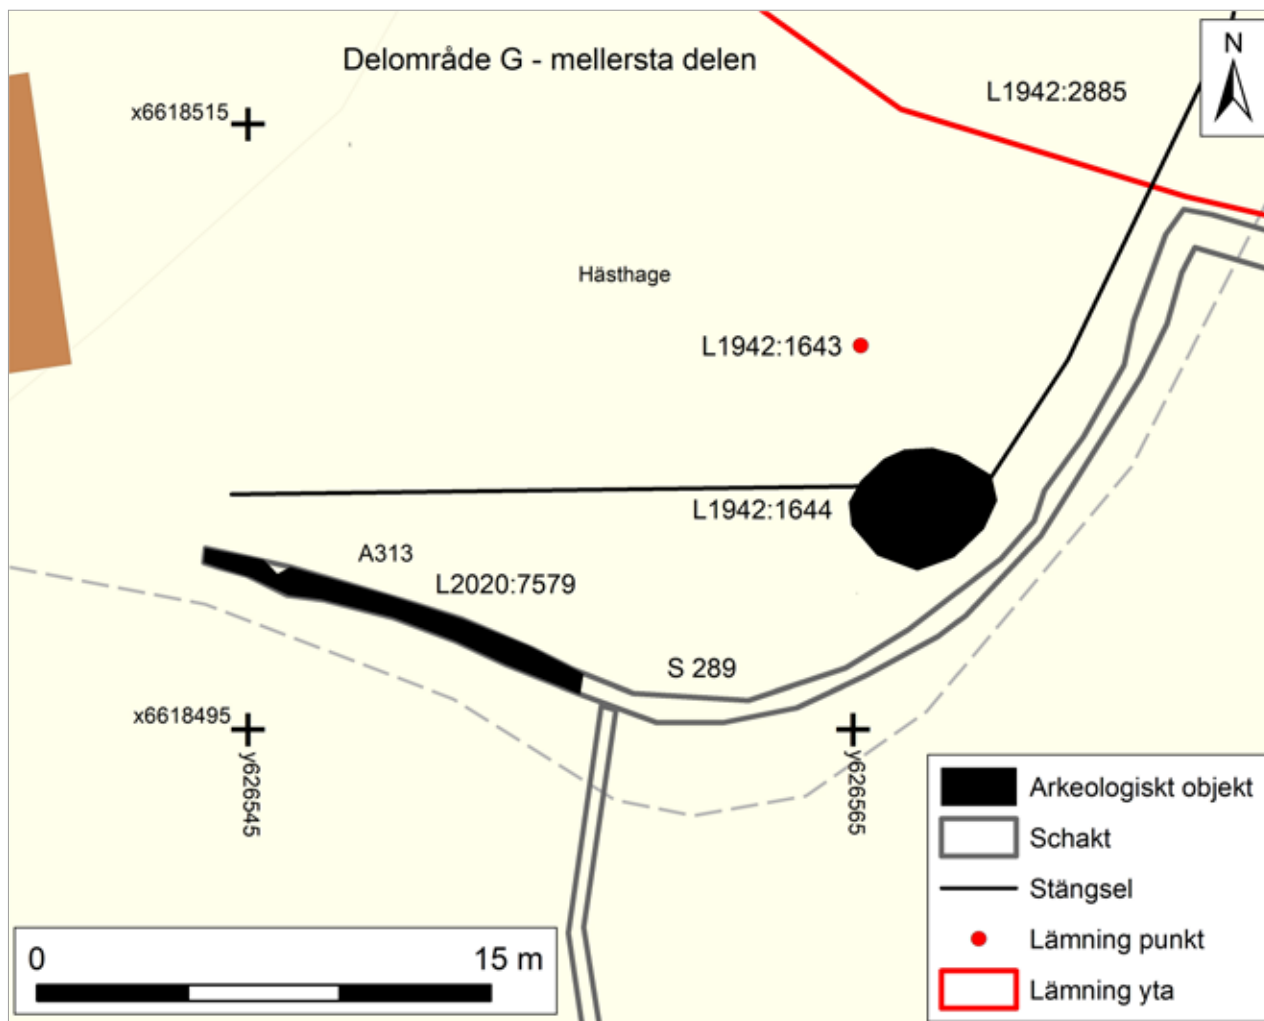 Delområde G - mellersta delen
N
L1942:2885
x6618515
Hästhage
L1942:1643
L1942:1644
A313
L2020:7579
S 289
x6618495
y626545
y626565
Arkeologiskt objekt
Schakt
Stängsel
Lämning punkt
Lämning yta
0 15 m